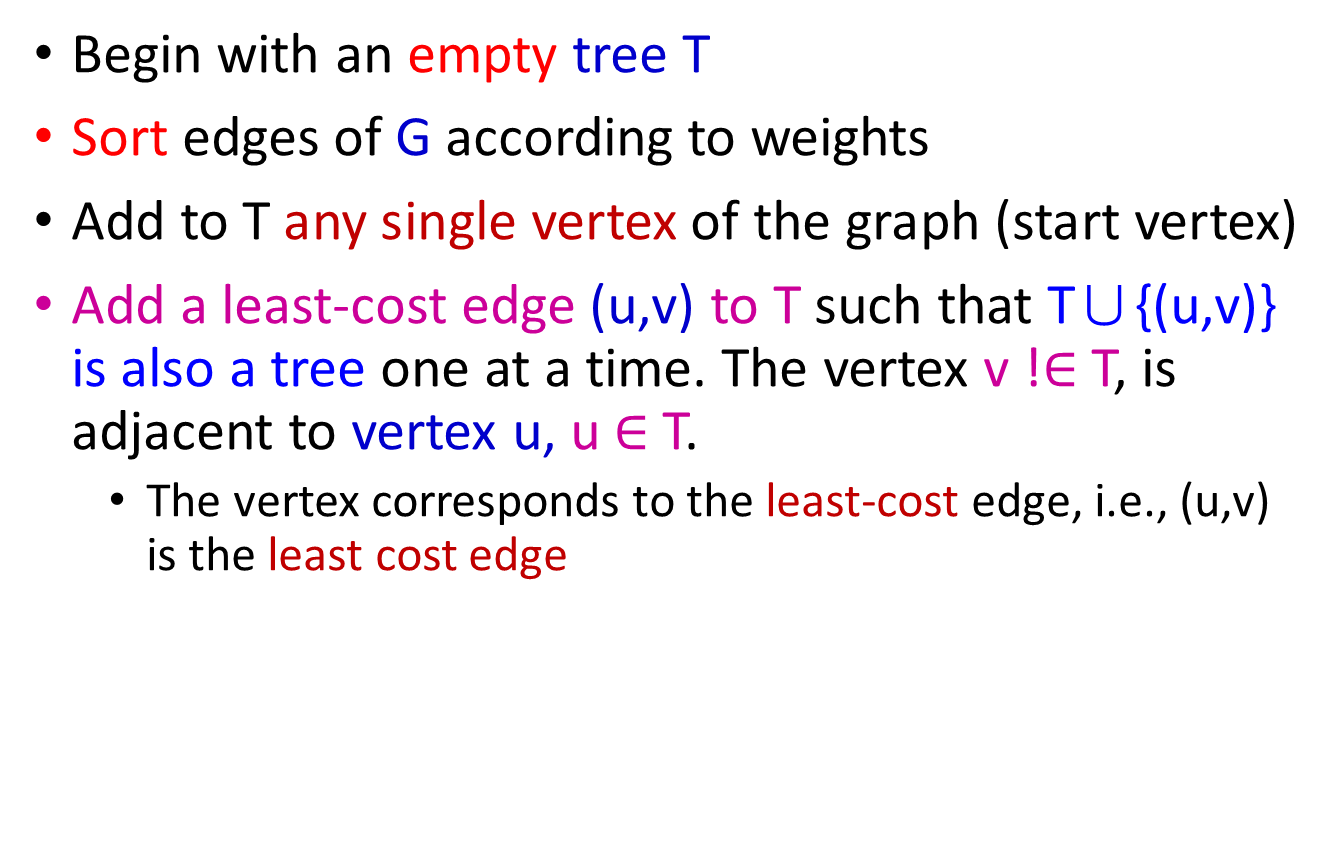 • Begin with an empty tree T
• Sort edges of G according to weights
• Add to T any single vertex of the graph (start vertex)
• Add a least-cost edge (u,v) to T such that T ∪ {(u,v)}
is also a tree one at a time. The vertex v !∈ T, is
adjacent to vertex u, u ∈ T.
• The vertex corresponds to the least-cost edge, i.e., (u,v)
is the least cost edge